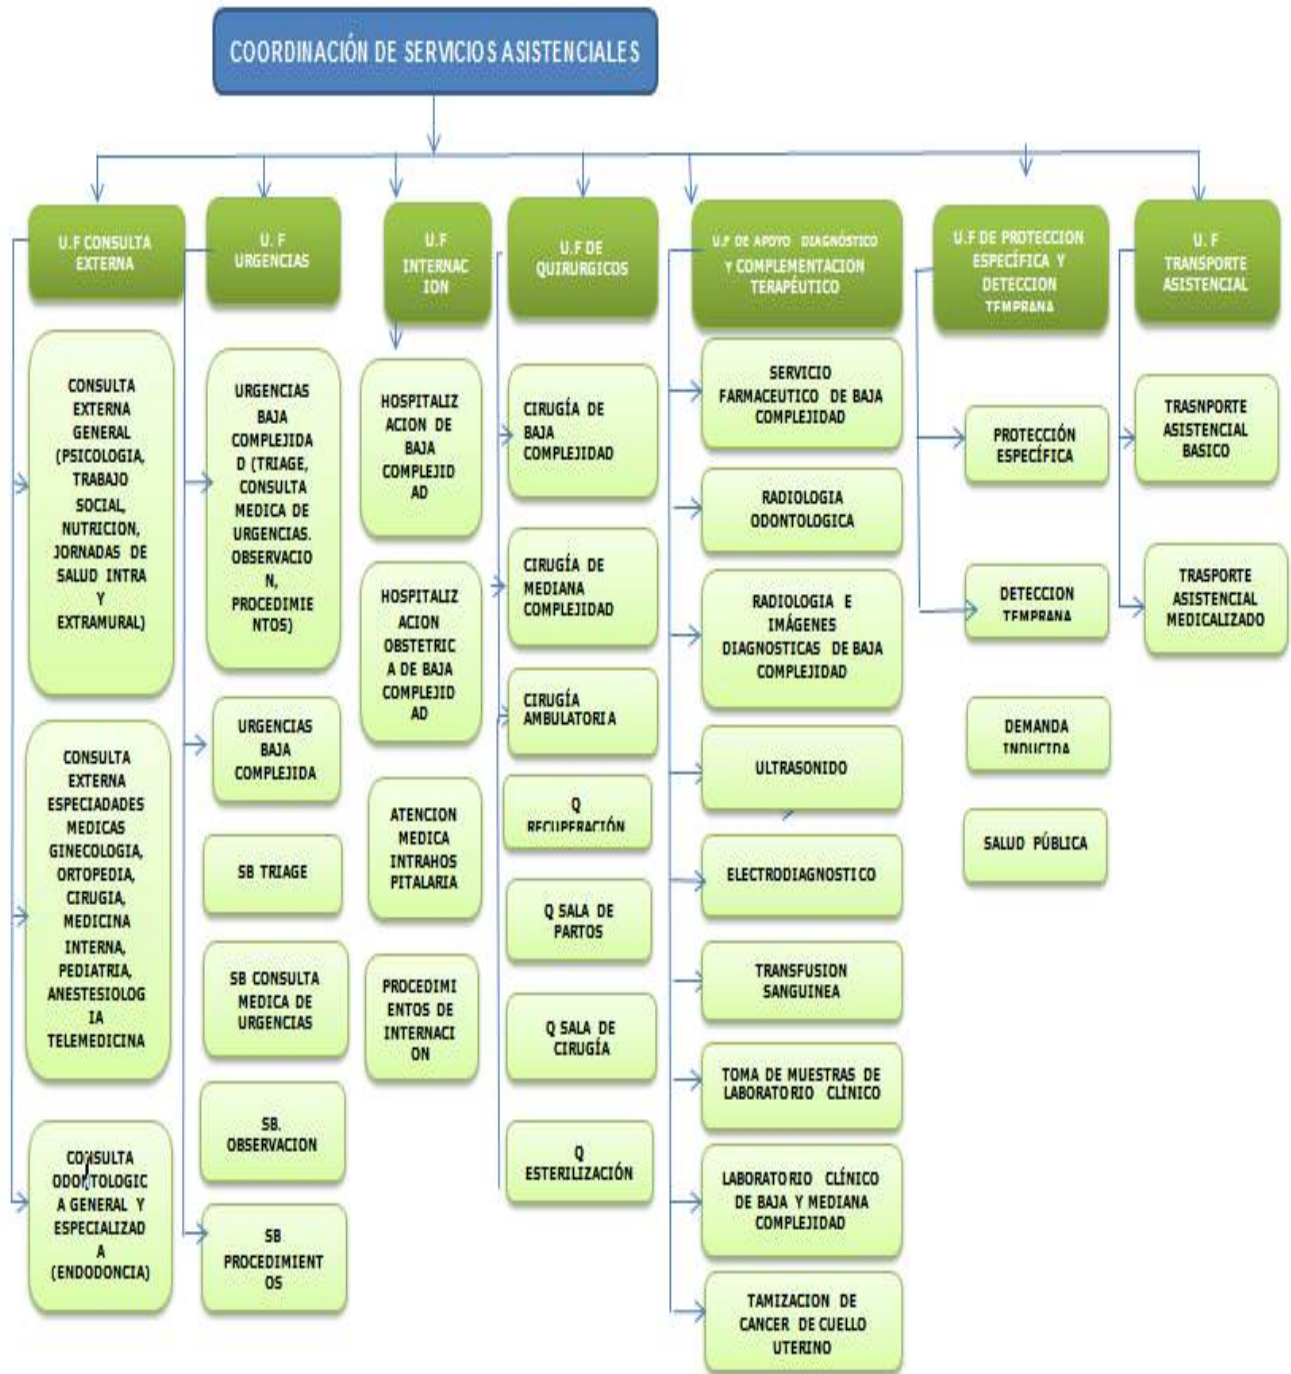 COORDINACIÓN DE SERVICIOS ASISTENCIALES
U.F CONSULTA
EXTERNA
CONSULTA
EXTERNA
GENERAL
(PSICOLOGIA,
TRABAJO
SOCIAL,
NUTRICION,
JORNADAS DE
SALUD INTRA
Y
EXTRAMURAL)
CONSULTA
EXTERNA
ESPECIADADES
MEDICAS
GINECOLOGIA,
ORTOPEDIA,
CIRUGIA,
MEDICINA
INTERNA,
PEDIATRIA,
ANESTESIOLOG
IA
TELEMEDICINA
CONSULTA
ODONTOLOGIC
A GENERAL Y
ESPECIALIZAD
A
(ENDODONCIA)
U. F
URGENCIAS
URGENCIAS
BAJA
COMPLEJIDA
D (TRIAGE,
CONSULTA
MEDICA DE
URGENCIAS.
OBSERVACIO
N,
PROCEDIMIE
NTOS)
URGENCIAS
BAJA
COMPLEJIDA
SB TRIAGE
SB CONSULTA
MEDICA DE
URGENCIAS
SB.
OBSERVACION
SB
PROCEDIMIENT
OS
U.F
INTERNAC
ION
HOSPITALIZ
ACION DE
BAJA
COMPLEJID
AD
HOSPITALIZ
ACION
OBSTETRIC
A DE BAJA
COMPLEJID
AD
ATENCION
MEDICA
INTRAHOS
PITALARIA
PROCEDIMI
ENTOS DE
INTERNACI
ON
U.F DE
QUIRURGICOS
CIRUGÍA DE
BAJA
COMPLEJIDAD
CIRUGÍA DE
MEDIANA
COMPLEJIDAD
CIRUGÍA
AMBULATORIA
Q
RECUPERACIÓN
Q SALA DE
PARTOS
Q SALA DE
CIRUGÍA
Q
ESTERILIZACIÓN
U.F DE APOYO DIAGNÓSTICO
Y COMPLEMENTACION
TERAPÉUTICO
SERVICIO
FARMACEUTICO DE BAJA
COMPLEJIDAD
RADIOLOGIA
ODONTOLOGICA
RADIOLOGIA E
IMÁGENES
DIAGNOSTICAS DE BAJA
COMPLEJIDAD
ULTRASONIDO
ELECTRODIAGNOSTICO
TRANSFUSION
SANGUINEA
TOMA DE MUESTRAS DE
LABORATORIO CLÍNICO
LABORATORIO CLÍNICO
DE BAJA Y MEDIANA
COMPLEJIDAD
TAMIZACION DE
CANCER DE CUELLO
UTERINO
U.F DE PROTECCION
ESPECÍFICA Y
DETECCION
TEMPRANA
PROTECCIÓN
ESPECÍFICA
DETECCION
TEMPRANA
DEMANDA
INDUCIDA
SALUD PÚBLICA
U. F
TRANSPORTE
ASISTENCIAL
TRASNPORTE
ASISTENCIAL
BASICO
TRASPORTE
ASISTENCIAL
MEDICALIZADO